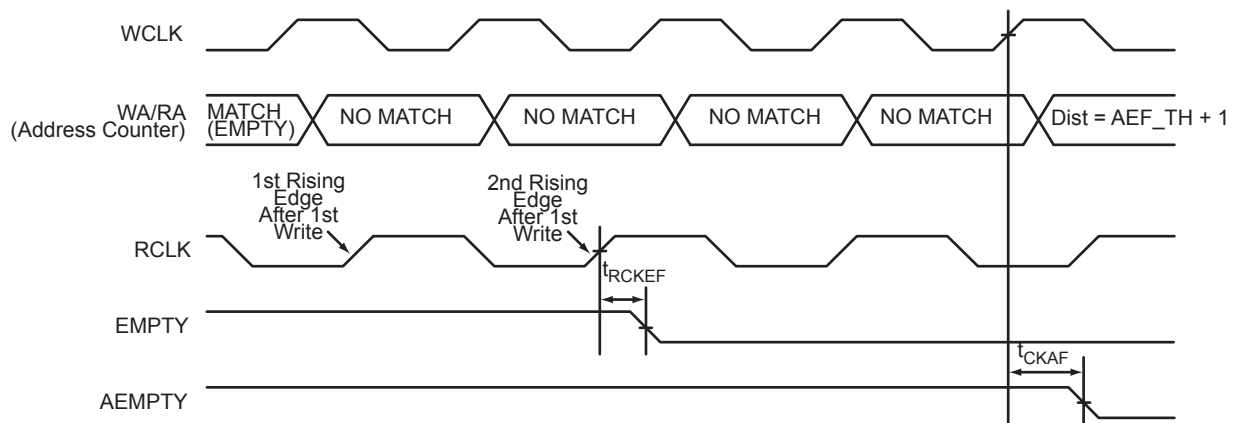 WCLK
WA/RA
(Address Counter)
MATCH
(EMPTY)
NO MATCH
NO MATCH
NO MATCH
NO MATCH
Dist = AEF_TH + 1
1st Rising
Edge
After 1st
Write
2nd Rising
Edge
After 1st
Write
RCLK
tRCKEF
EMPTY
tCKAF
AEMPTY